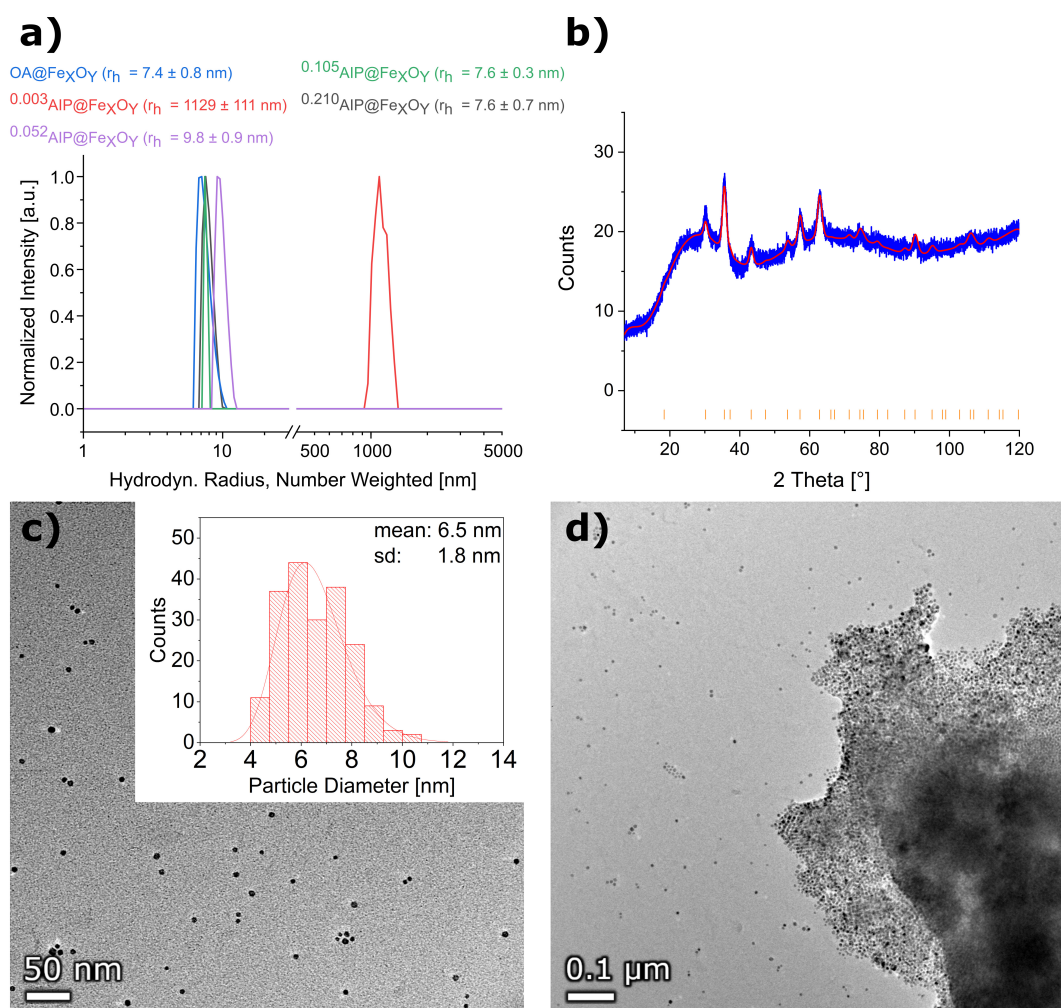 a)
OA@FeXOY (rh = 7.4 ± 0.8 nm)
0.105AIP@FeXOY (rh = 7.6 ± 0.3 nm)
0.003AIP@FeXOY (rh = 1129 ± 111 nm)
0.210AIP@FeXOY (rh = 7.6 ± 0.7 nm)
0.052AIP@FeXOY (rh = 9.8 ± 0.9 nm)
Normalized Intensity [a.u.]
1.0
0.8
0.6
0.4
0.2
0.0
1 10 500 1000 5000
Hydrodyn. Radius, Number Weighted [nm]
b)
Counts
30
20
10
0
20 40 60 80 100 120
2 Theta [°]
c)
mean: 6.5 nm
sd: 1.8 nm
Counts
50
40
30
20
10
0
2 4 6 8 10 12 14
Particle Diameter [nm]
50 nm
d)
0.1 µm